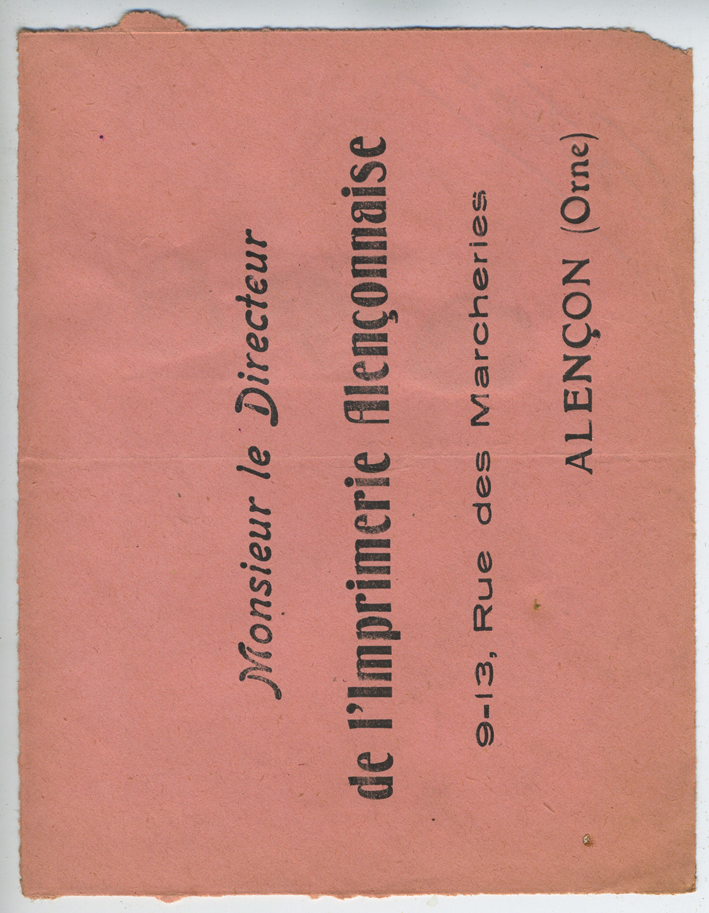 Monsieur le Directeur
de l'Imprimerie Alençonnaise
9-13, Rue des Marcheries
ALENÇON (Orne)